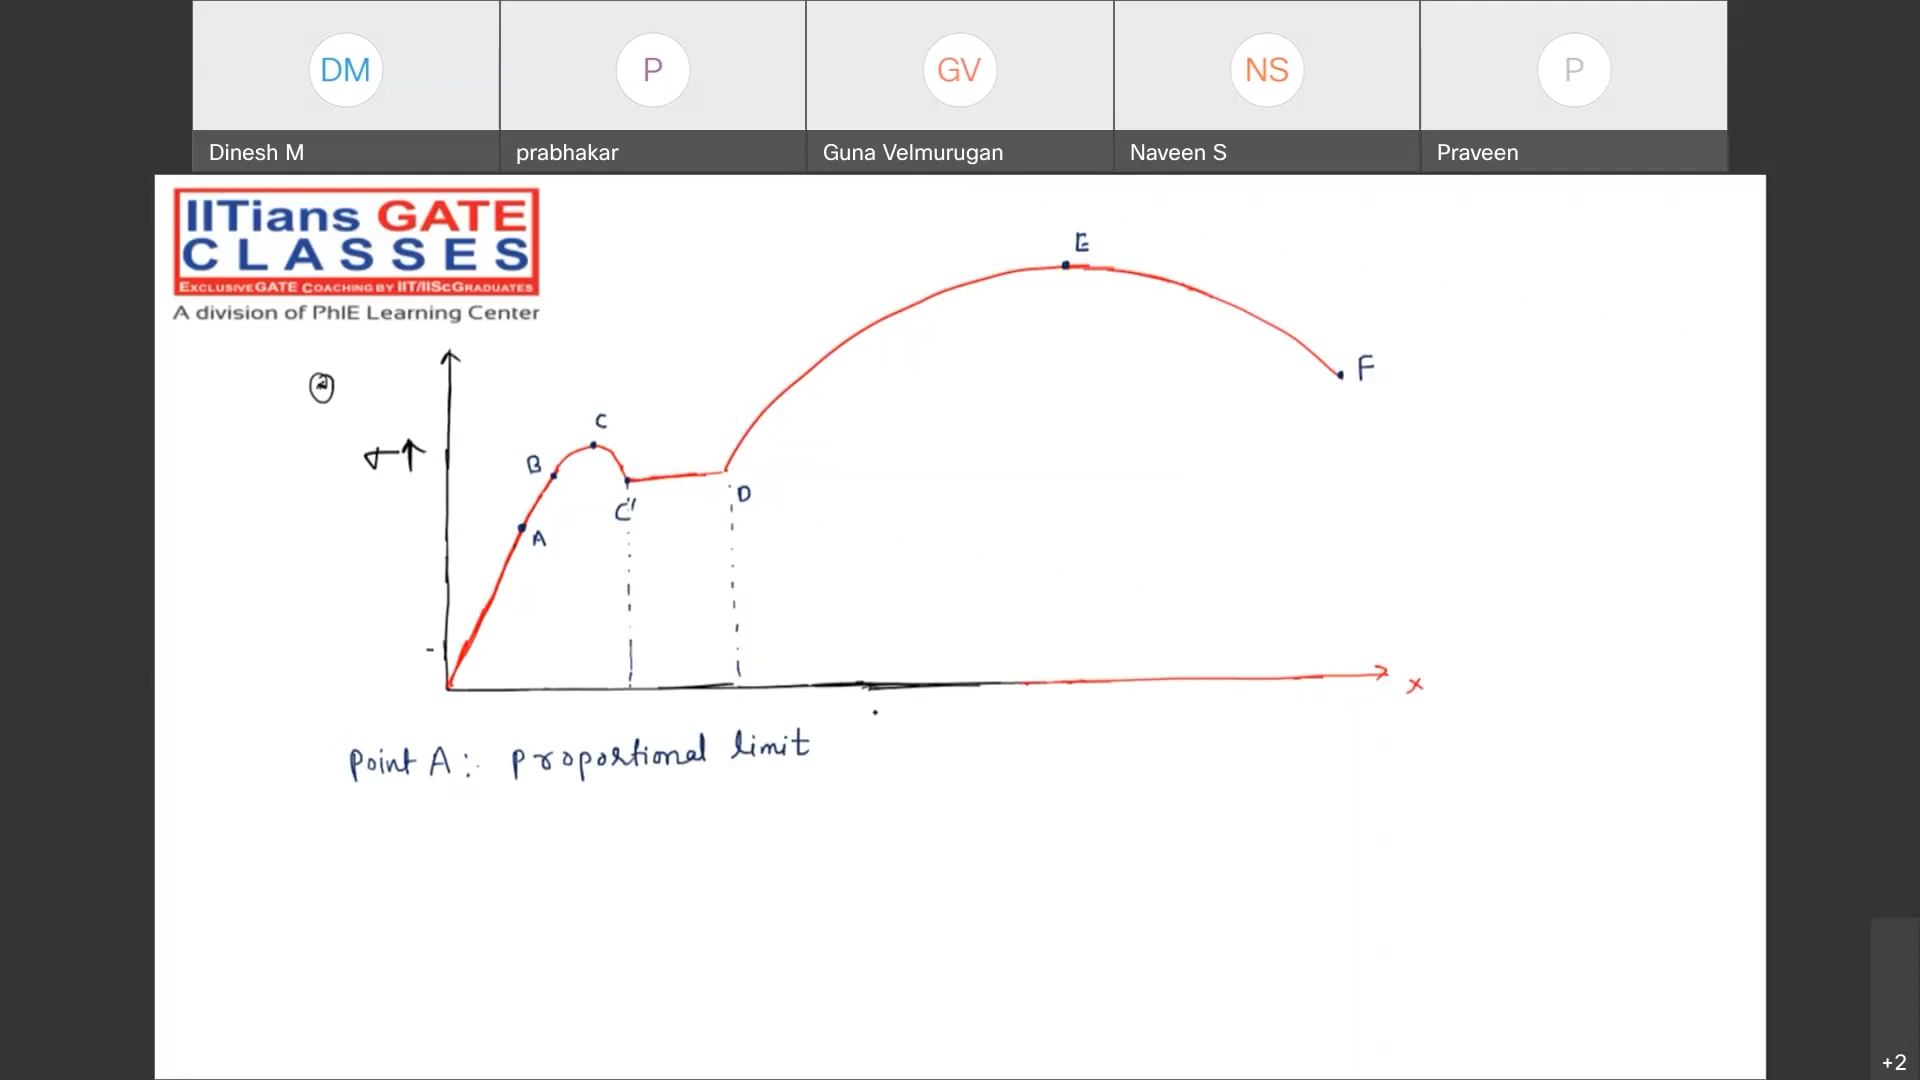 DM
P
GV
NS
P
Dinesh M
prabhakar
Guna Velmurugan
Naveen S
Praveen
IITians GATE
CLASSES
EXCLUSIVE GATE COACHING BY IIT/IISc GRADUATES
A division of PhIE Learning Center
E
F
C
σ↑
B
D
C'
A
x
Point A: proportional limit
+2